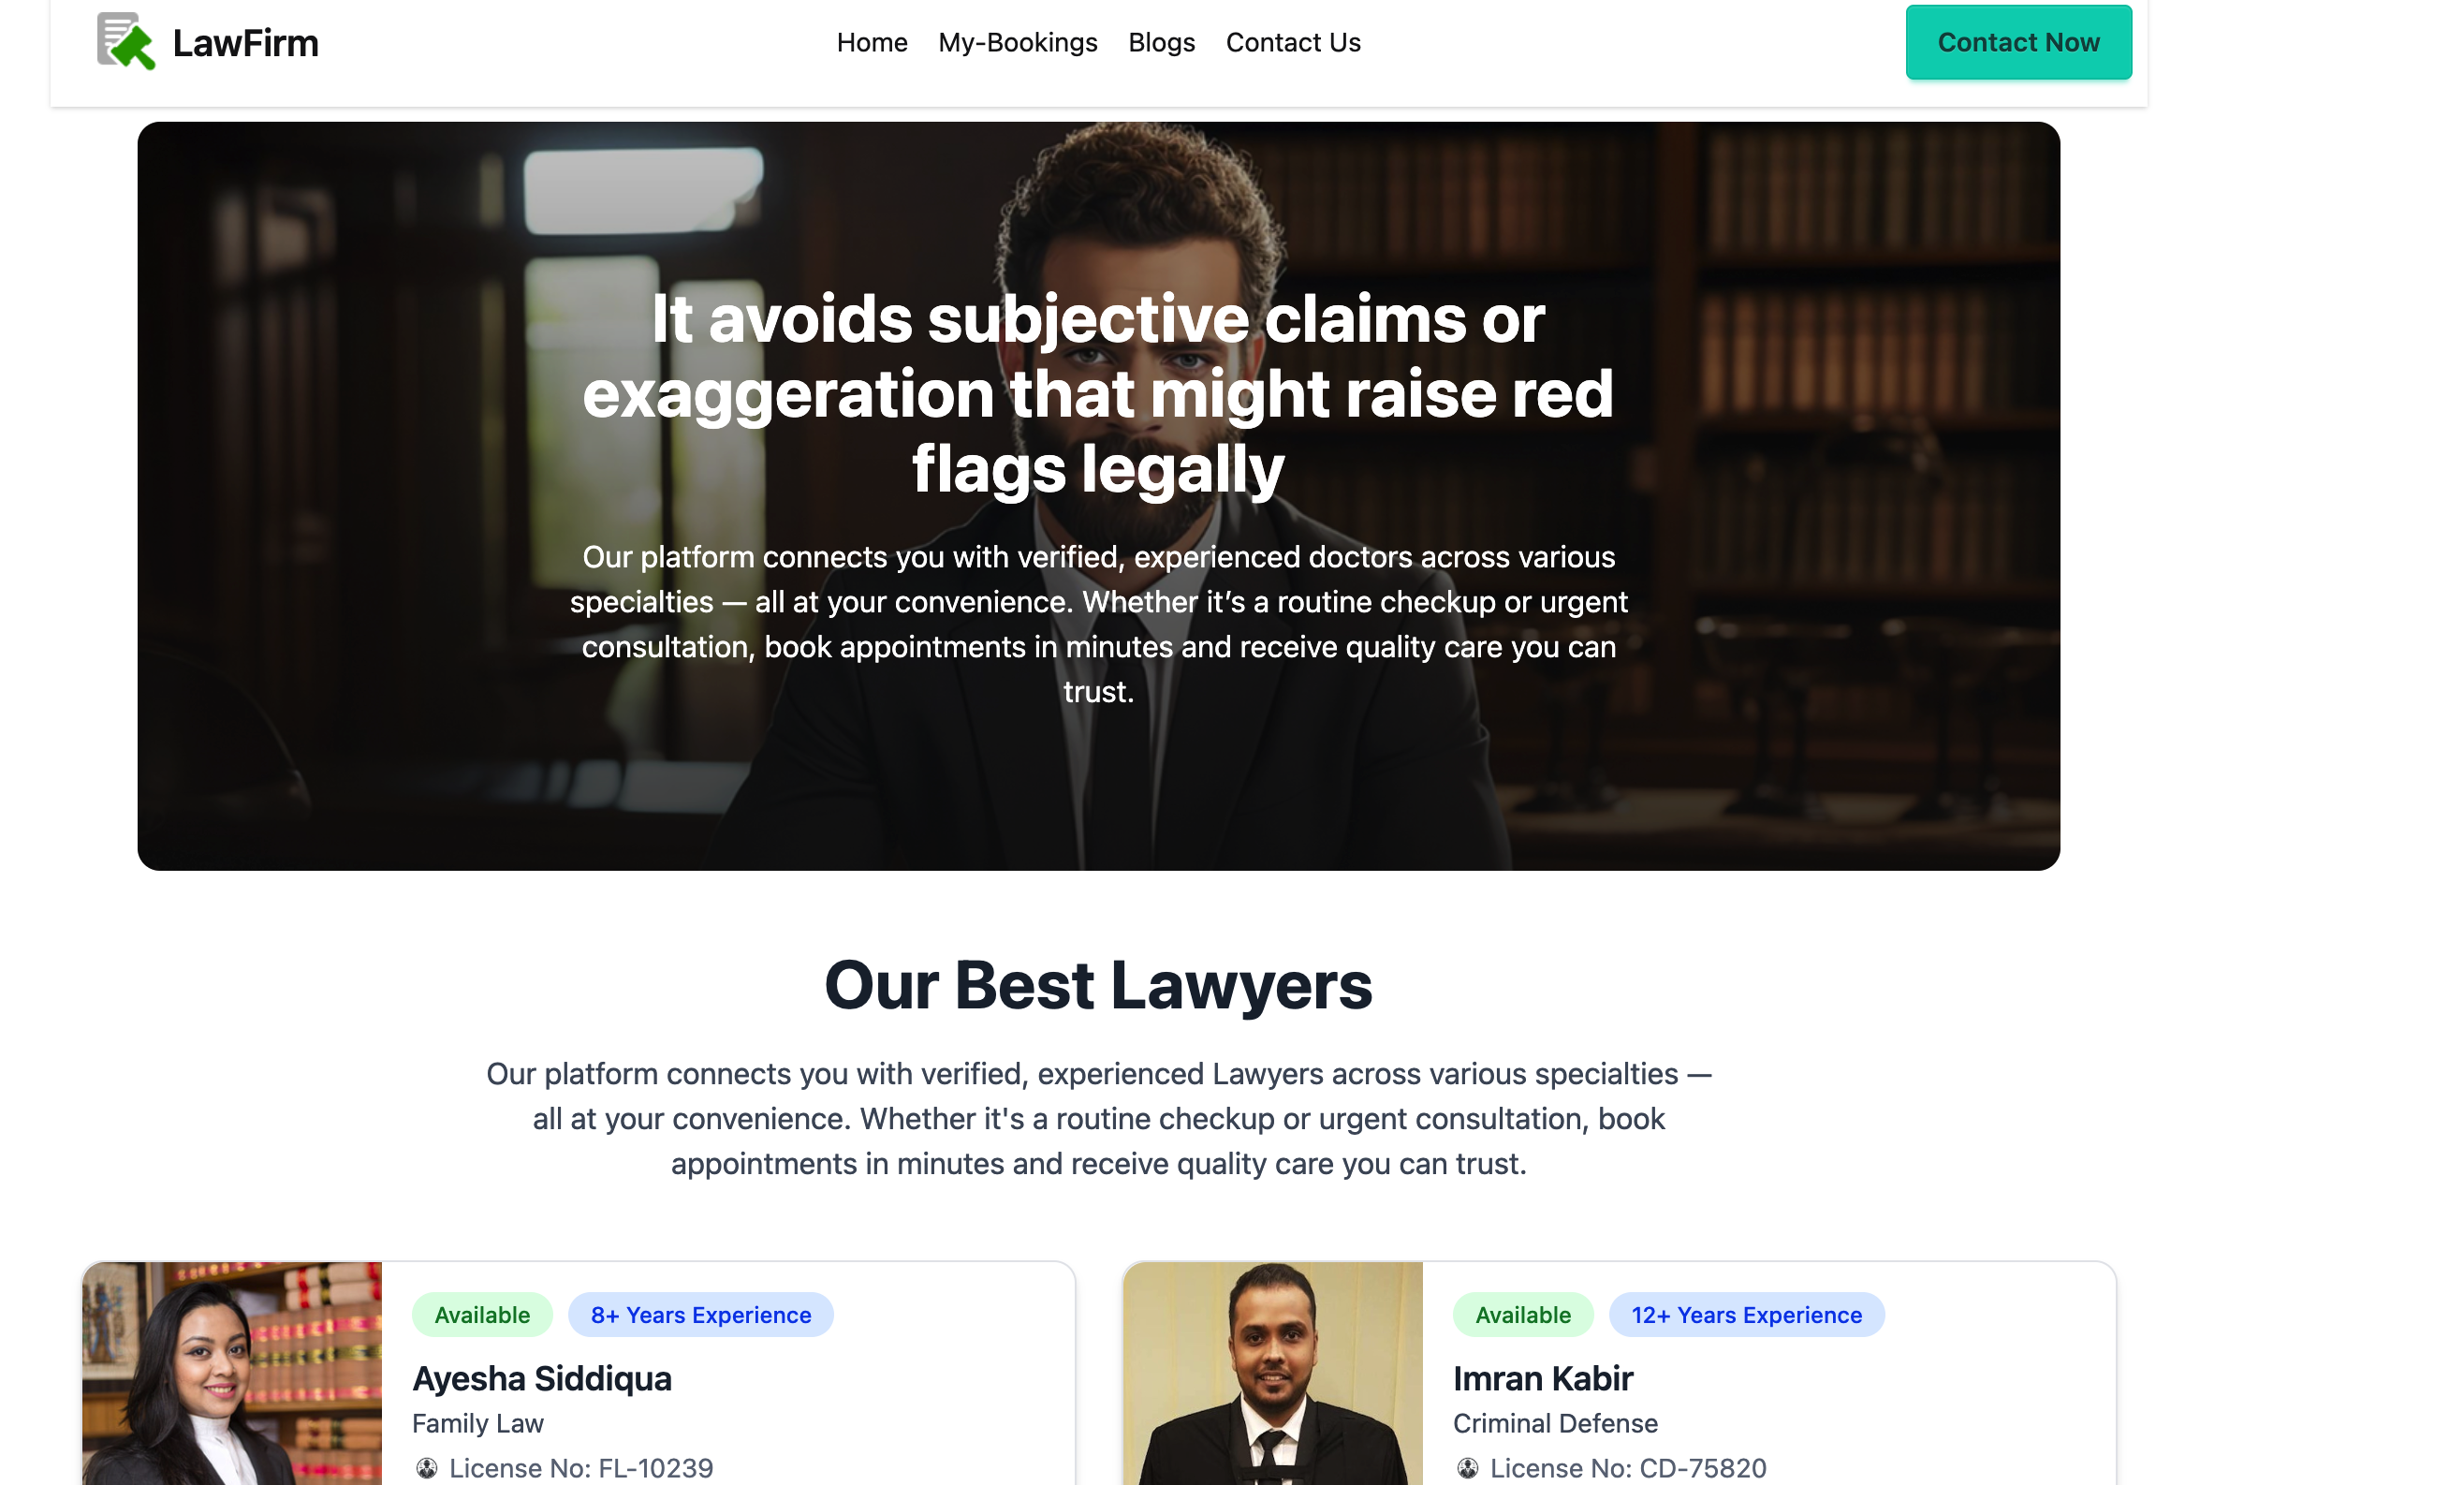 LawFirm
Home
My-Bookings
Blogs
Contact Us
Contact Now
It avoids subjective claims or
exaggeration that might raise red
flags legally
Our platform connects you with verified, experienced doctors across various
specialties — all at your convenience. Whether it’s a routine checkup or urgent
consultation, book appointments in minutes and receive quality care you can
trust.
Our Best Lawyers
Our platform connects you with verified, experienced Lawyers across various specialties —
all at your convenience. Whether it's a routine checkup or urgent consultation, book
appointments in minutes and receive quality care you can trust.
Available
8+ Years Experience
Ayesha Siddiqua
Family Law
License No: FL-10239
Available
12+ Years Experience
Imran Kabir
Criminal Defense
License No: CD-75820